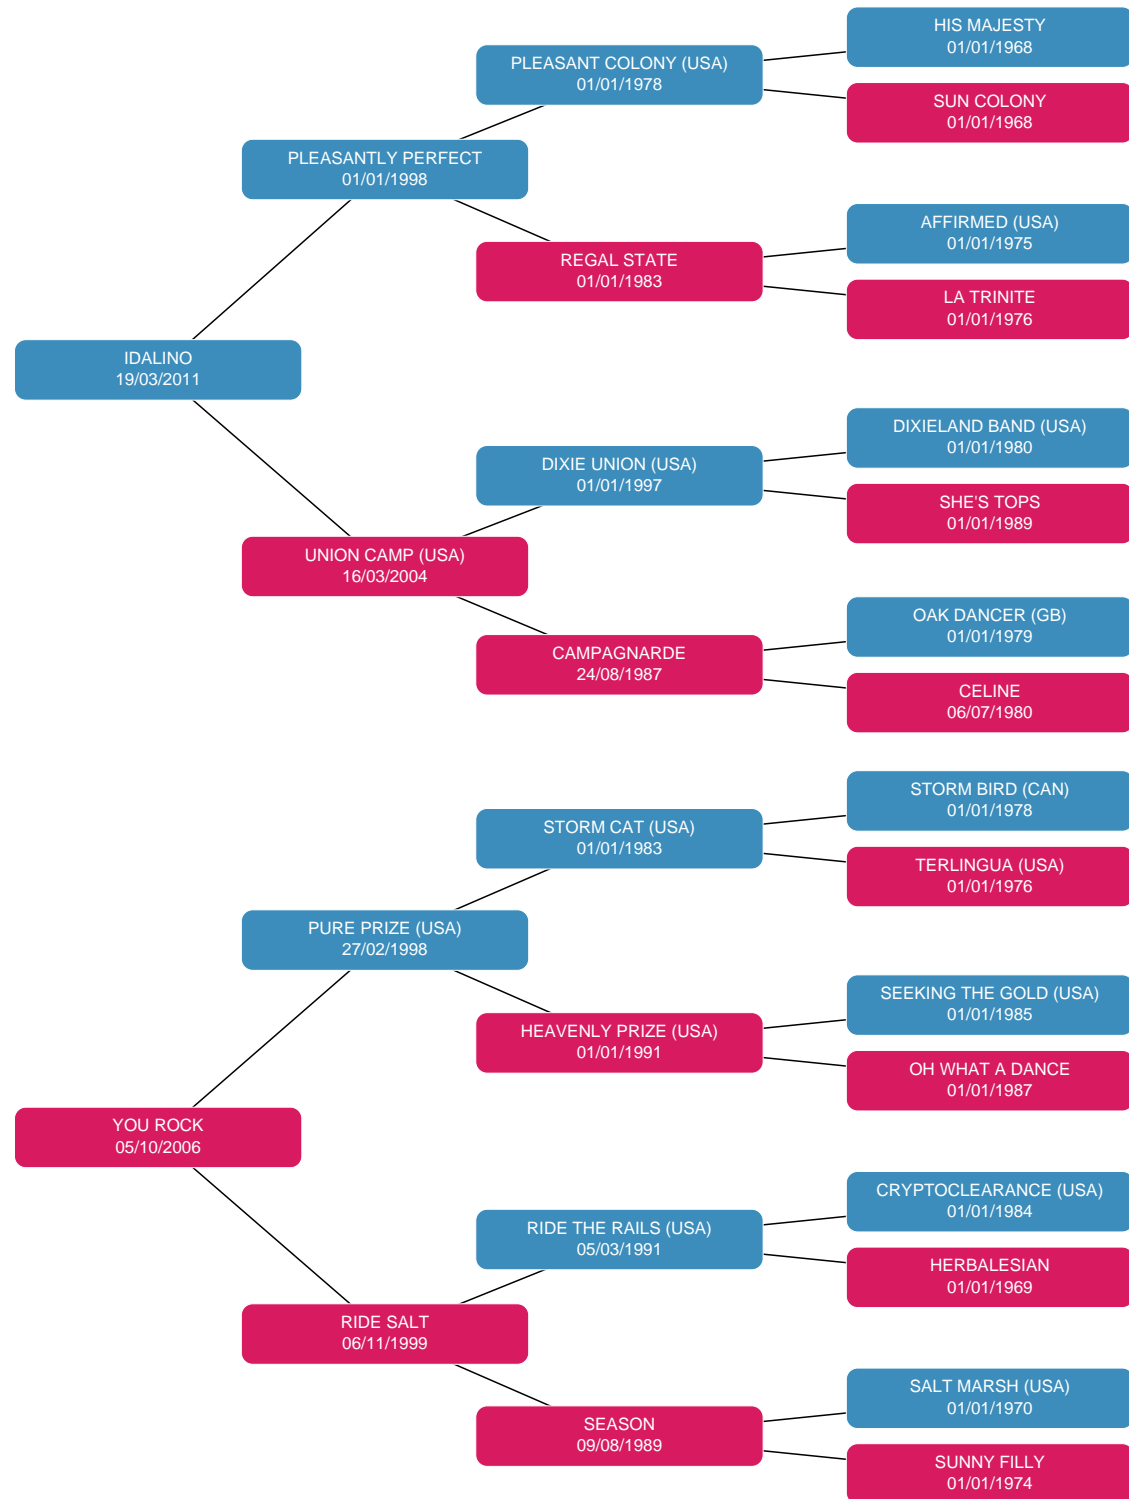 HIS MAJESTY
01/01/1968
PLEASANT COLONY (USA)
01/01/1978
SUN COLONY
01/01/1968
PLEASANTLY PERFECT
01/01/1998
AFFIRMED (USA)
01/01/1975
REGAL STATE
01/01/1983
LA TRINITE
01/01/1976
IDALINO
19/03/2011
DIXIELAND BAND (USA)
01/01/1980
DIXIE UNION (USA)
01/01/1997
SHE'S TOPS
01/01/1989
UNION CAMP (USA)
16/03/2004
OAK DANCER (GB)
01/01/1979
CAMPAGNARDE
24/08/1987
CELINE
06/07/1980
STORM BIRD (CAN)
01/01/1978
STORM CAT (USA)
01/01/1983
TERLINGUA (USA)
01/01/1976
PURE PRIZE (USA)
27/02/1998
SEEKING THE GOLD (USA)
01/01/1985
HEAVENLY PRIZE (USA)
01/01/1991
OH WHAT A DANCE
01/01/1987
YOU ROCK
05/10/2006
CRYPTOCLEARANCE (USA)
01/01/1984
RIDE THE RAILS (USA)
05/03/1991
HERBALESIAN
01/01/1969
RIDE SALT
06/11/1999
SALT MARSH (USA)
01/01/1970
SEASON
09/08/1989
SUNNY FILLY
01/01/1974